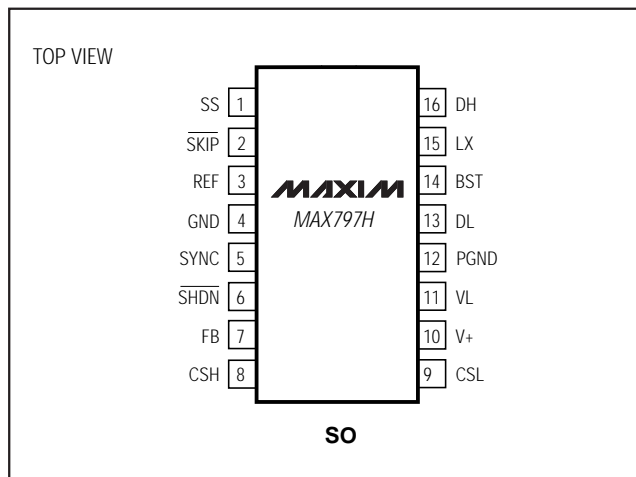 TOP VIEW
SS 1
SKIP 2
REF 3
GND 4
SYNC 5
SHDN 6
FB 7
CSH 8
MAXIM
MAX797H
16 DH
15 LX
14 BST
13 DL
12 PGND
11 VL
10 V+
9 CSL
SO